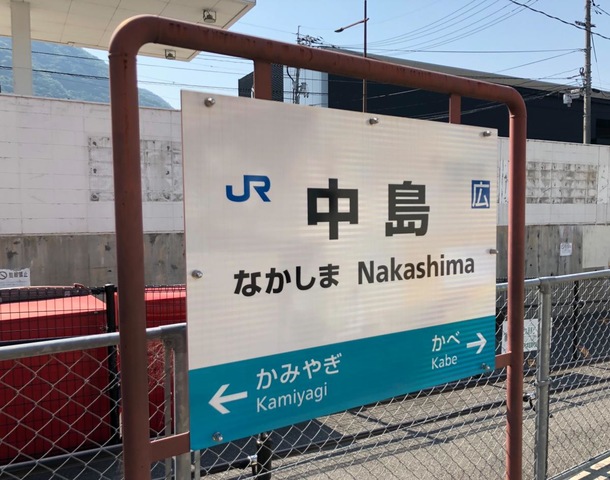 JR 中島 広
なかしま Nakashima
かみやぎ かべ
← Kamiyagi Kabe →